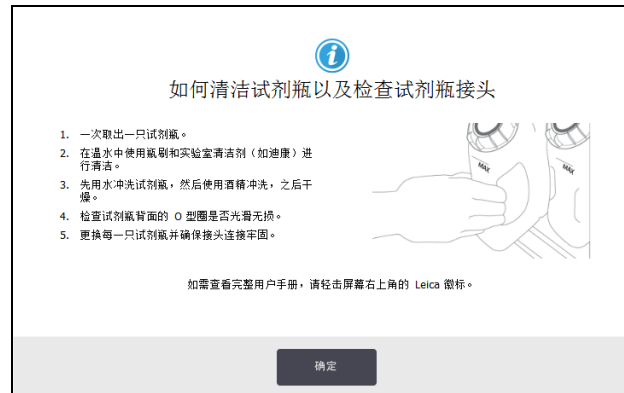 如何清洁试剂瓶以及检查试剂瓶接头
1. 一次取出一只试剂瓶。
2. 在温水中使用瓶刷和实验室清洁剂（如迪康）进
行清洁。
3. 先用水冲洗试剂瓶，然后使用酒精冲洗，之后干
燥。
4. 检查试剂瓶背面的 O 型圈是否光滑无损。
5. 更换每一只试剂瓶并确保接头连接牢固。
MAX
MAX
如需查看完整用户手册，请轻击屏幕右上角的 Leica 徽标。
确定